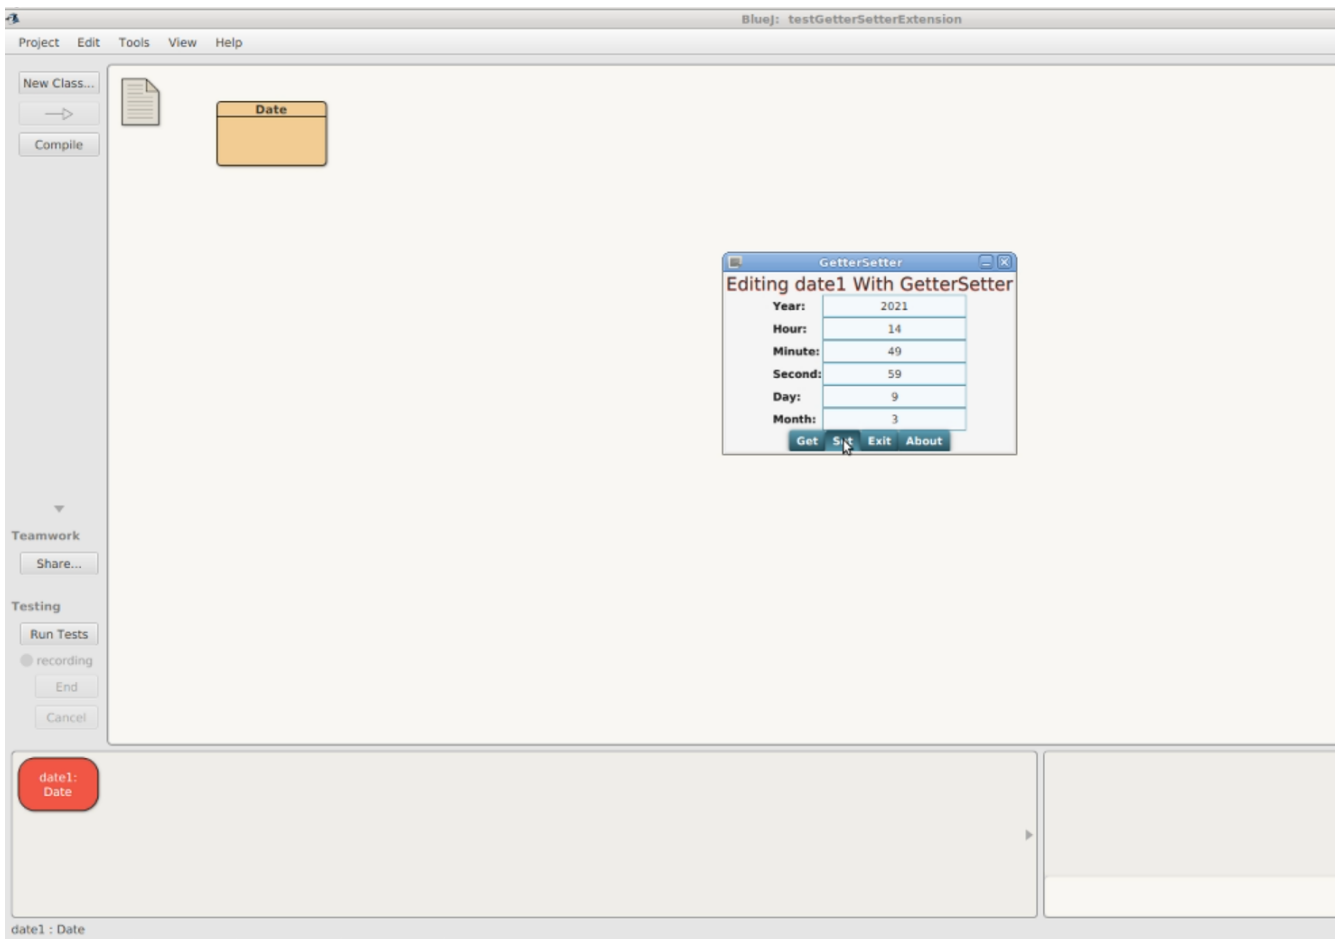 BlueJ: testGetterSetterExtension
Project Edit Tools View Help
New Class...
Compile
Date
GetterSetter
Editing date1 With GetterSetter
Year: 2021
Hour: 14
Minute: 49
Second: 59
Day: 9
Month: 3
Get Set Exit About
Teamwork
Share...
Testing
Run Tests
recording
End
Cancel
date1:
Date
date1 : Date